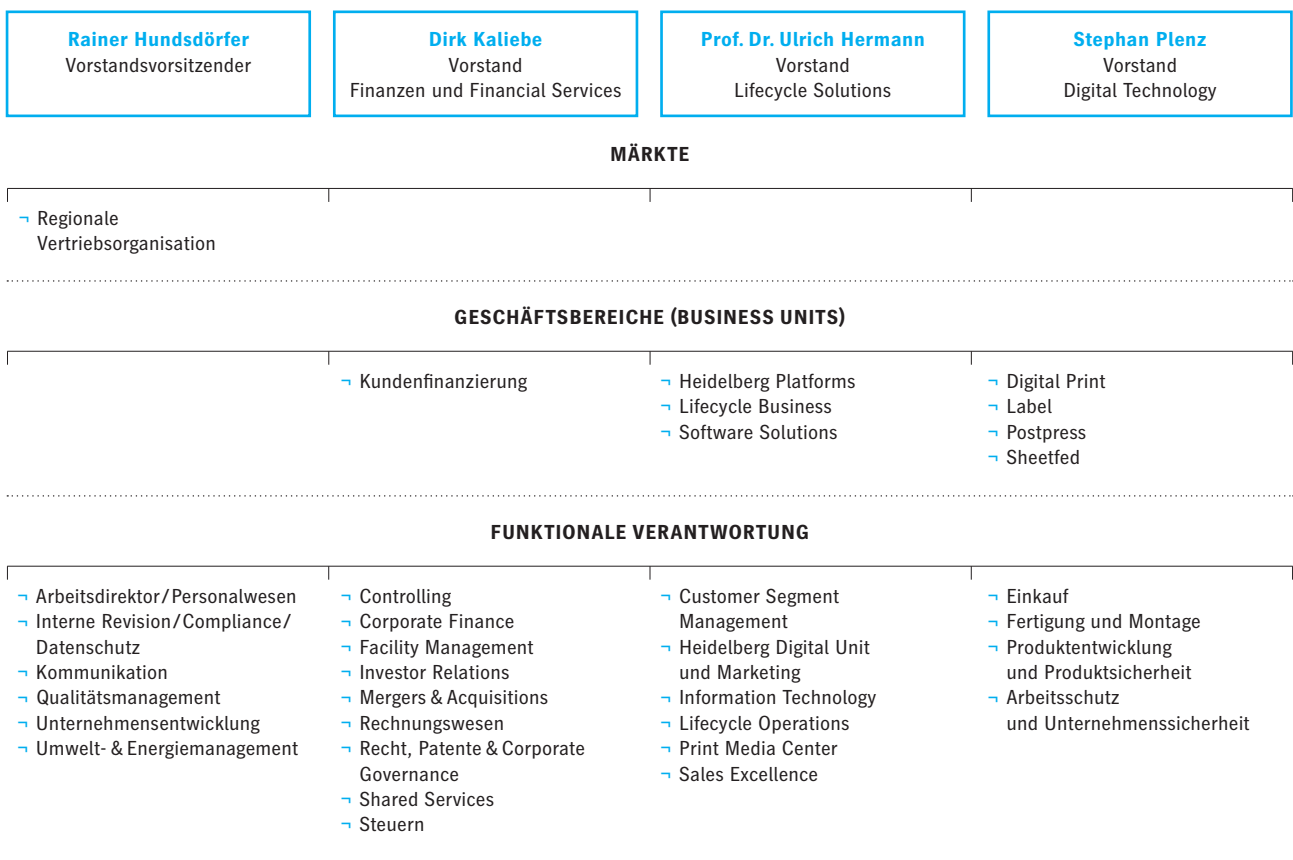 Rainer Hundsdörfer
Vorstandsvorsitzender
Dirk Kaliebe
Vorstand
Finanzen und Financial Services
Prof. Dr. Ulrich Hermann
Vorstand
Lifecycle Solutions
Stephan Plenz
Vorstand
Digital Technology
MÄRKTE
¬ Regionale
Vertriebsorganisation
GESCHÄFTSBEREICHE (BUSINESS UNITS)
¬ Kundenfinanzierung
¬ Heidelberg Platforms
¬ Lifecycle Business
¬ Software Solutions
¬ Digital Print
¬ Label
¬ Postpress
¬ Sheetfed
FUNKTIONALE VERANTWORTUNG
¬ Arbeitsdirektor/Personalwesen
¬ Interne Revision/Compliance/
Datenschutz
¬ Kommunikation
¬ Qualitätsmanagement
¬ Unternehmensentwicklung
¬ Umwelt- & Energiemanagement
¬ Controlling
¬ Corporate Finance
¬ Facility Management
¬ Investor Relations
¬ Mergers & Acquisitions
¬ Rechnungswesen
¬ Recht, Patente & Corporate
Governance
¬ Shared Services
¬ Steuern
¬ Customer Segment
Management
¬ Heidelberg Digital Unit
und Marketing
¬ Information Technology
¬ Lifecycle Operations
¬ Print Media Center
¬ Sales Excellence
¬ Einkauf
¬ Fertigung und Montage
¬ Produktentwicklung
und Produktsicherheit
¬ Arbeitsschutz
und Unternehmenssicherheit